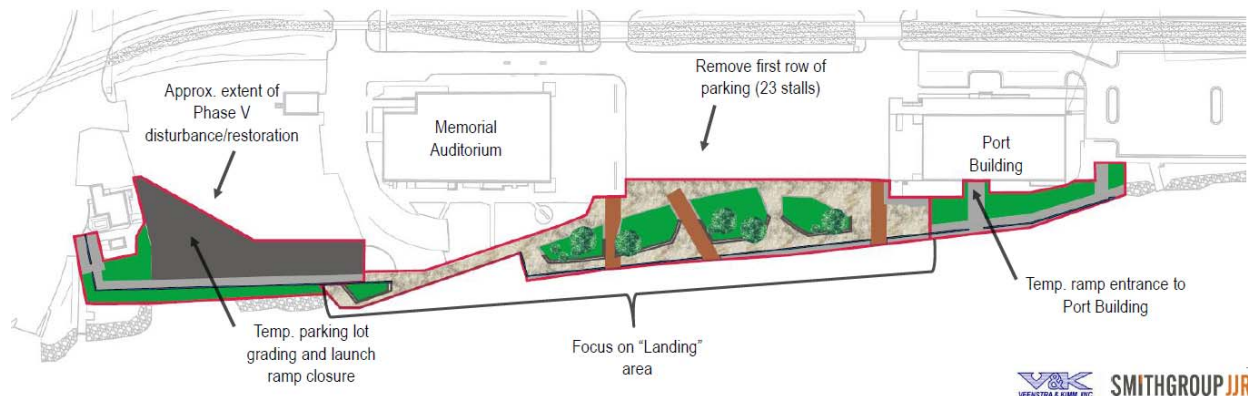 Approx. extent of
Phase V
disturbance/restoration
Memorial
Auditorium
Remove first row of
parking (23 stalls)
Port
Building
Temp. parking lot
grading and launch
ramp closure
Focus on “Landing”
area
Temp. ramp entrance to
Port Building
V&K
VEENSTRA & KIMM, INC.
SMITHGROUP JJR